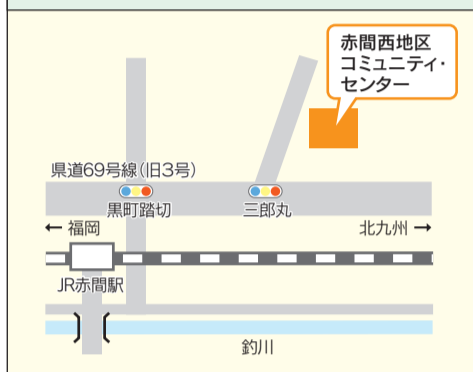 赤間西地区
コミュニティ・
センター
県道69号線(旧3号)
黒町踏切
三郎丸
← 福岡
北九州 →
JR赤間駅
釣川